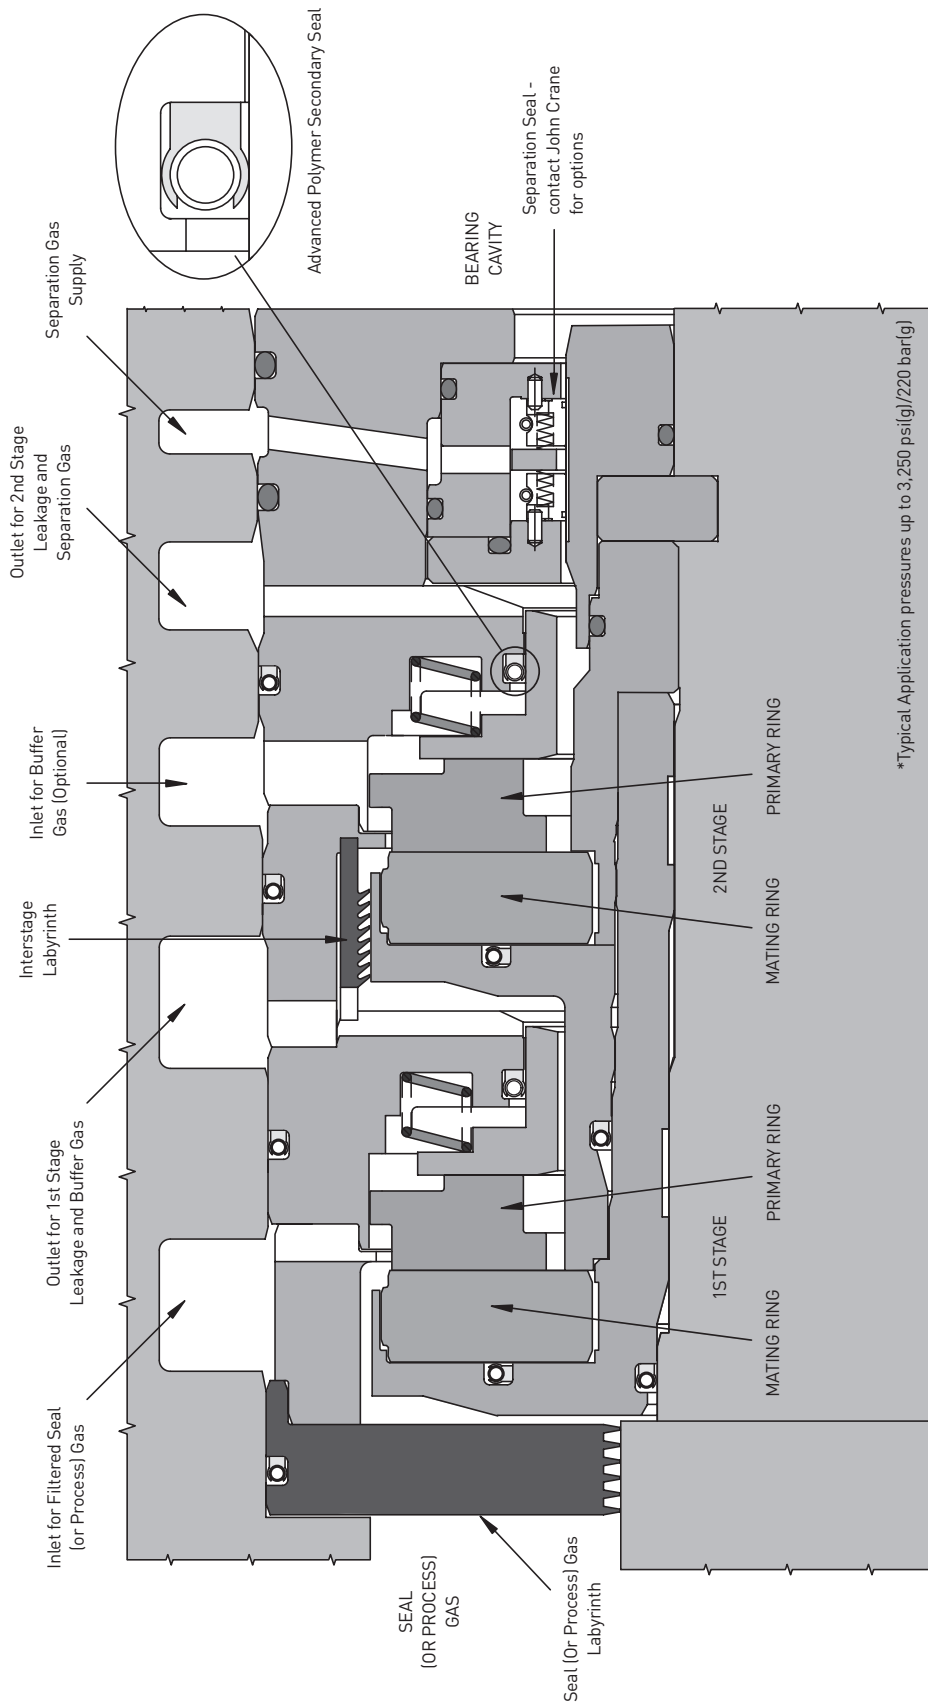 Inlet for Filtered Seal
(or Process) Gas
Outlet for 1st Stage
Leakage and Buffer Gas
Interstage
Labyrinth
Inlet for Buffer
Gas (Optional)
Outlet for 2nd Stage
Leakage and
Separation Gas
Separation Gas
Supply
Advanced Polymer Secondary Seal
SEAL
(OR PROCESS)
GAS
Seal (Or Process) Gas
Labyrinth
BEARING
CAVITY
Separation Seal -
contact John Crane
for options
MATING RING
PRIMARY RING
1ST STAGE
MATING RING
PRIMARY RING
2ND STAGE
*Typical Application pressures up to 3,250 psi(g)/220 bar(g)